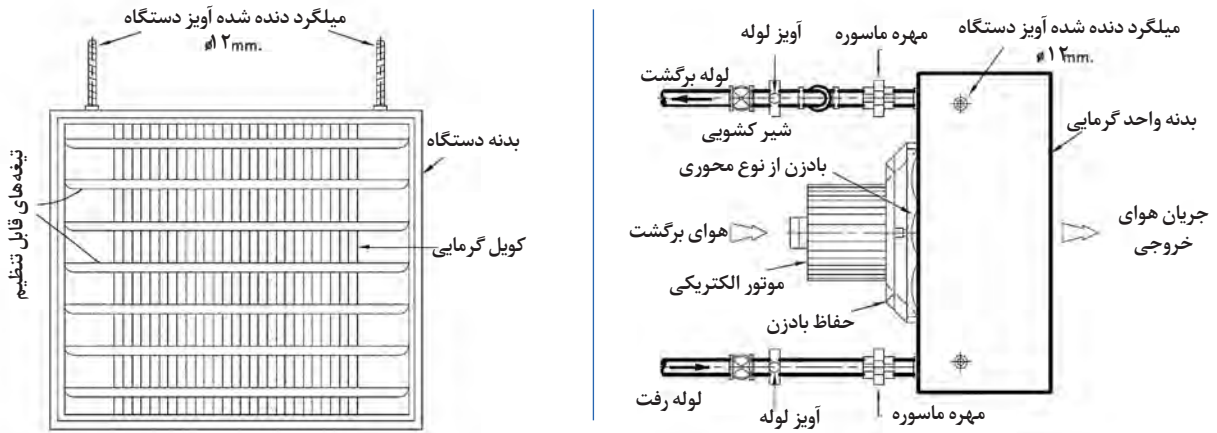 میلگرد دنده شده آویز دستگاه
ø۱۲mm.
بدنه دستگاه
تیغه‌های قابل تنظیم
کویل گرمایی
میلگرد دنده شده آویز دستگاه
ø۱۲mm.
مهره ماسوره
آویز لوله
لوله برگشت
شیر کشویی
بدنه واحد گرمایی
بادزن از نوع محوری
هوای برگشت
جریان هوای
خروجی
موتور الکتریکی
حفاظ بادزن
لوله رفت
آویز لوله
مهره ماسوره